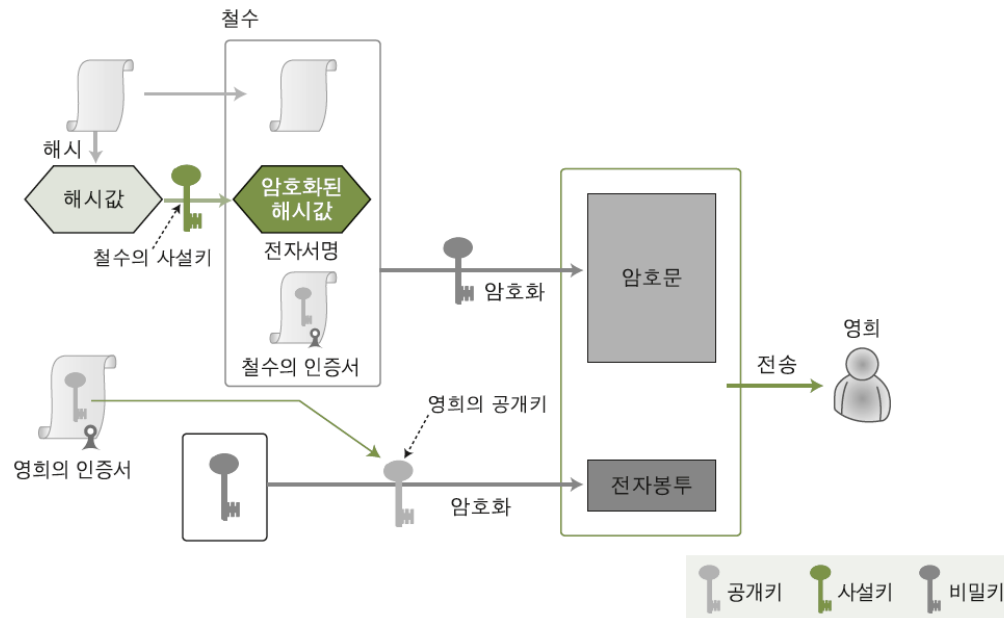 철수
해시
해시값
암호화된
해시값
철수의 사설키
전자서명
철수의 인증서
암호화
암호문
영희
전송
영희의 공개키
영희의 인증서
암호화
전자봉투
공개키
사설키
비밀키